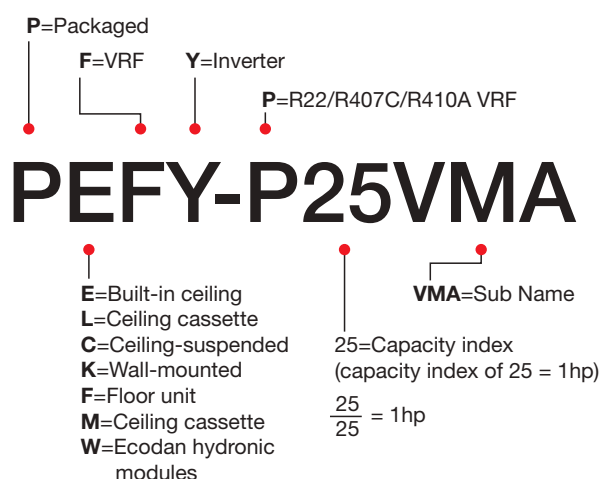 P=Packaged
F=VRF
Y=Inverter
P=R22/R407C/R410A VRF
PEFY-P25VMA
E=Built-in ceiling
L=Ceiling cassette
C=Ceiling-suspended
K=Wall-mounted
F=Floor unit
M=Ceiling cassette
W=Ecodan hydronic
modules
25=Capacity index
(capacity index of 25 = 1hp)
25
25
= 1hp
VMA=Sub Name